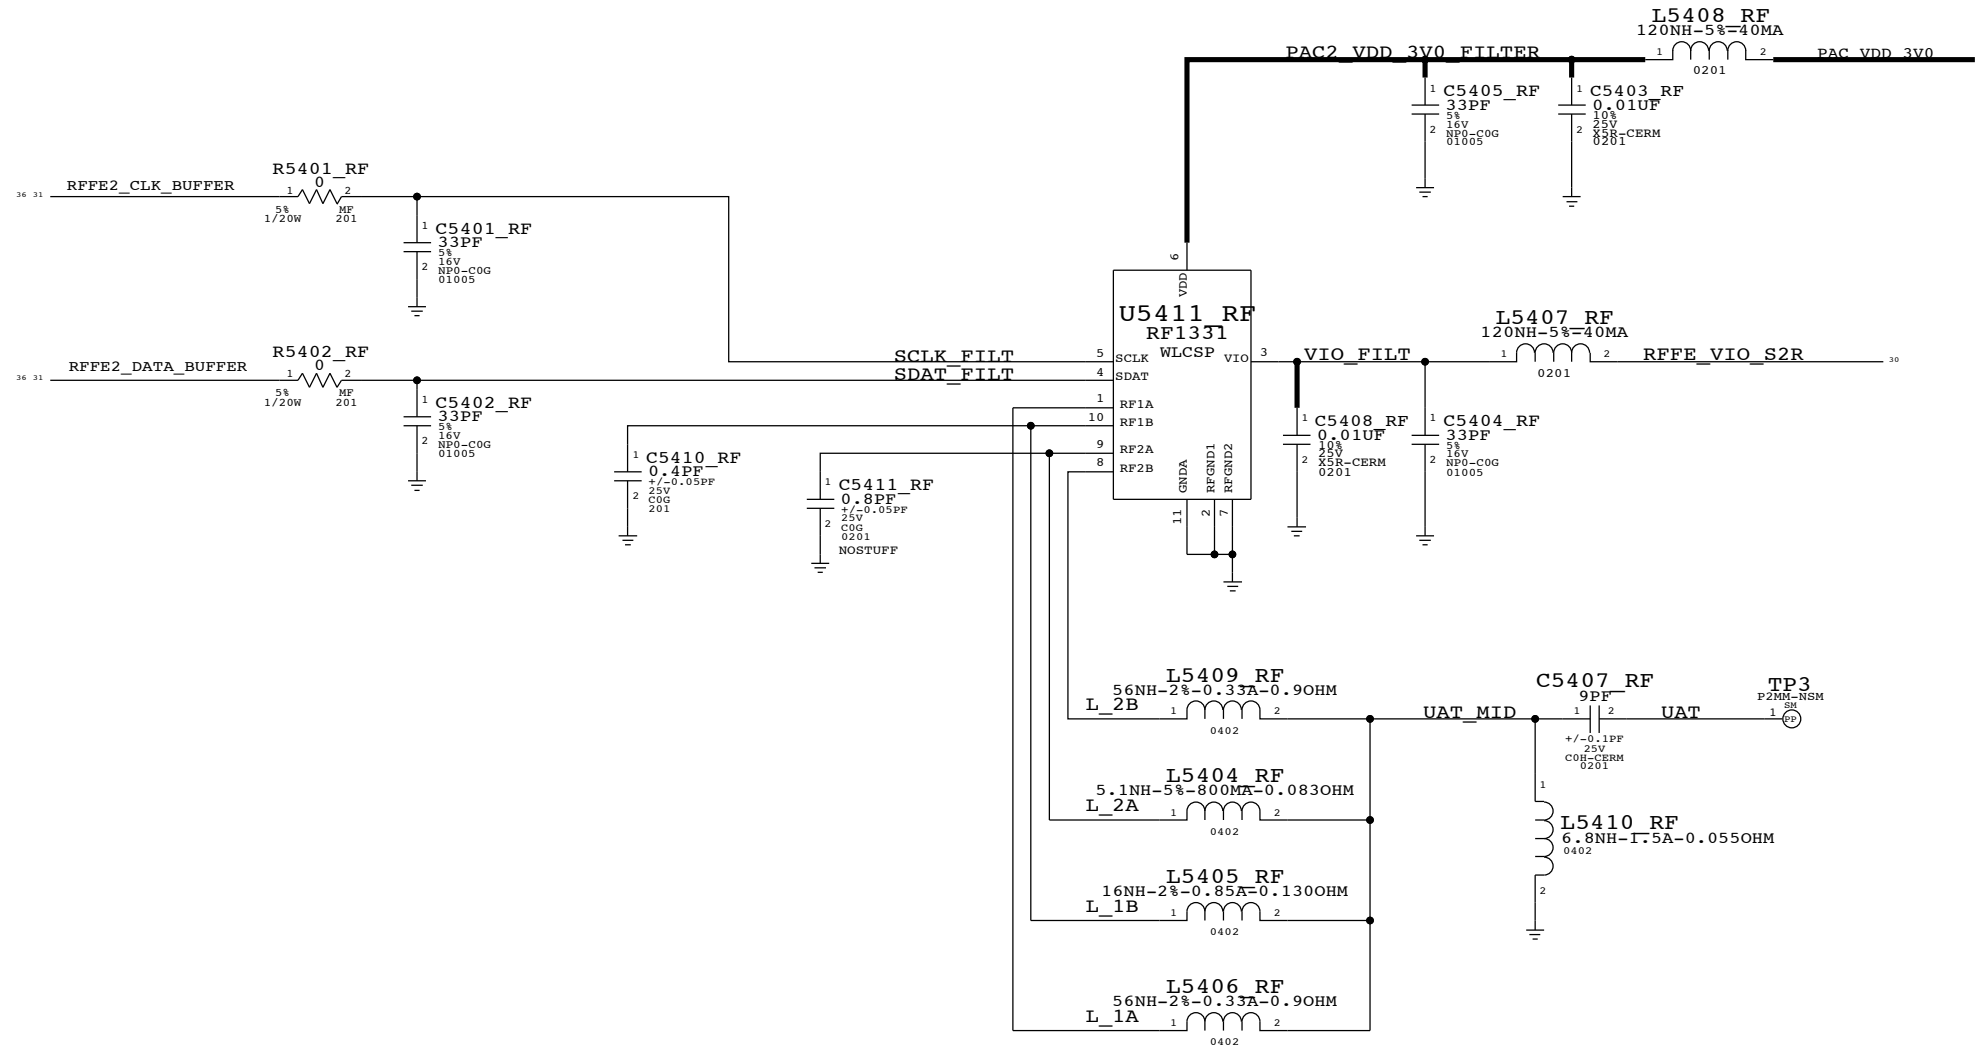 L5408_RF
120NH-5%-40MA
PAC2_VDD_3V0_FILTER
1
2
PAC_VDD_3V0
0201
1
C5405_RF
33PF
5%
16V
NP0-C0G
01005
2
1
C5403_RF
0.01UF
10%
25V
X5R-CERM
0201
2
R5401_RF
0
36 31
RFFE2_CLK_BUFFER
1
2
5%
1/20W
MF
201
1
C5401_RF
33PF
5%
16V
NP0-C0G
01005
2
6
VDD
U5411_RF
RF1331
WLCSP
L5407_RF
120NH-5%-40MA
R5402_RF
0
36 31
RFFE2_DATA_BUFFER
1
2
5%
1/20W
MF
201
SCLK_FILT
5
SCLK
VIO
3
VIO_FILT
1
2
RFFE_VIO_S2R
30
0201
SDAT_FILT
4
SDAT
1
RF1A
10
RF1B
9
RF2A
8
RF2B
GNDA
RFGND1
RFGND2
11
2
7
1
C5402_RF
33PF
5%
16V
NP0-C0G
01005
2
1
C5410_RF
0.4PF
+/-0.05PF
25V
C0G
201
2
1
C5411_RF
0.8PF
+/-0.05PF
25V
C0G
0201
NOSTUFF
2
1
C5408_RF
0.01UF
10%
25V
X5R-CERM
0201
2
1
C5404_RF
33PF
5%
16V
NP0-C0G
01005
2
L5409_RF
56NH-2%-0.33A-0.9OHM
L_2B
1
2
0402
UAT_MID
C5407_RF
9PF
1
2
+/-0.1PF
25V
C0H-CERM
0201
UAT
TP3
P2MM-NSM
SM
1
PP
L5404_RF
5.1NH-5%-800MA-0.083OHM
L_2A
1
2
0402
1
L5410_RF
6.8NH-1.5A-0.055OHM
0402
2
L5405_RF
16NH-2%-0.85A-0.130OHM
L_1B
1
2
0402
L5406_RF
56NH-2%-0.33A-0.9OHM
L_1A
1
2
0402